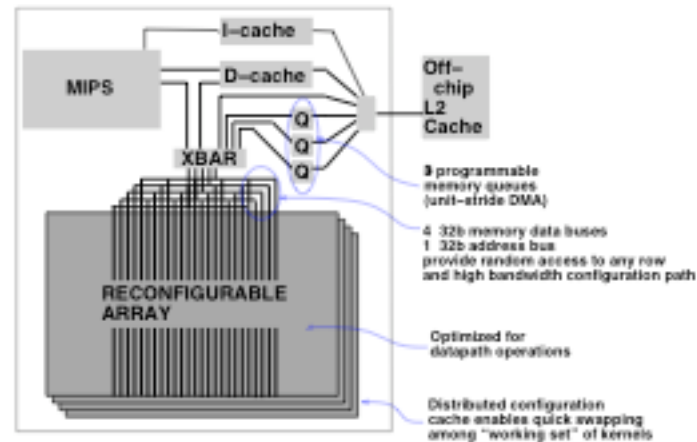 I-cache
MIPS
D-cache
Off-
chip
L2
Cache
Q
Q
Q
XBAR
3 programmable
memory queues
(unit-stride DMA)
4 32b memory data buses
1 32b address bus
provide random access to any row
and high bandwidth configuration path
RECONFIGURABLE
ARRAY
Optimized for
datapath operations
Distributed configuration
cache enables quick swapping
among "working set" of kernels